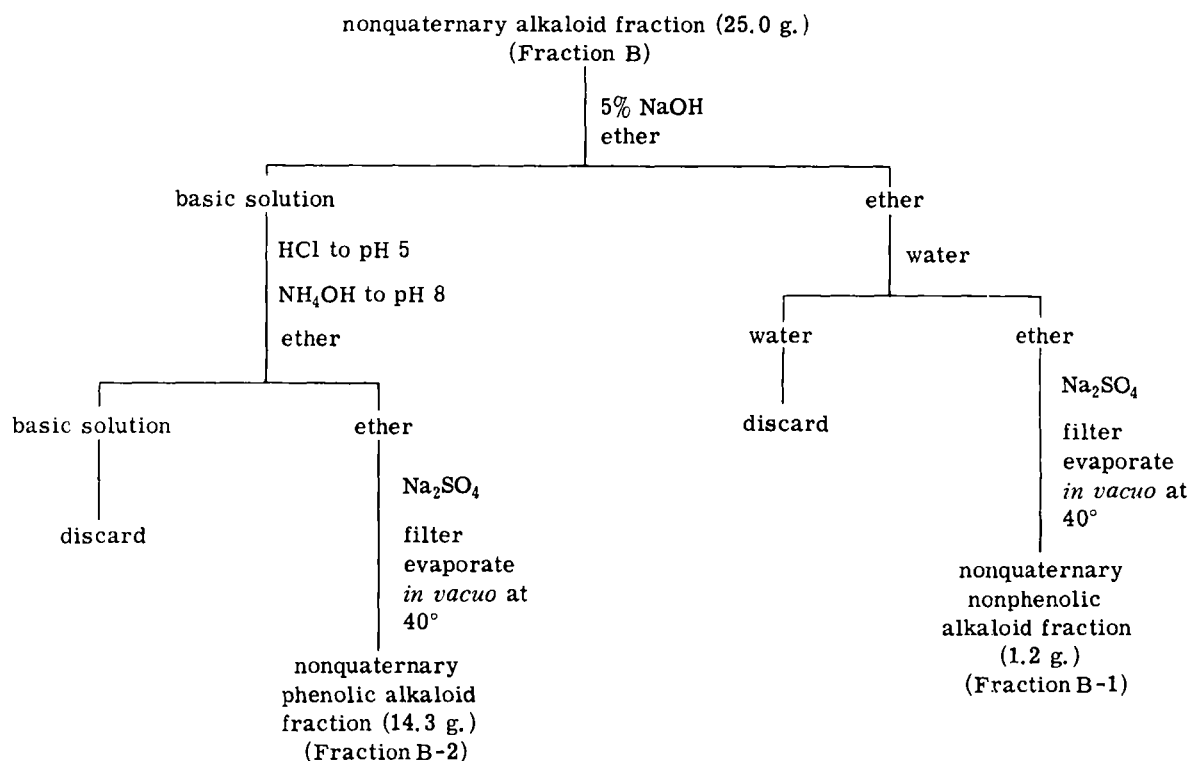 nonquaternary alkaloid fraction (25.0 g.)
(Fraction B)
5% NaOH
ether
basic solution
HCl to pH 5
NH₄OH to pH 8
ether
basic solution
discard
ether
Na₂SO₄
filter
evaporate
in vacuo at
40°
nonquaternary
phenolic alkaloid
fraction (14.3 g.)
(Fraction B-2)
ether
water
water
discard
ether
Na₂SO₄
filter
evaporate
in vacuo at
40°
nonquaternary
nonphenolic
alkaloid fraction
(1.2 g.)
(Fraction B-1)